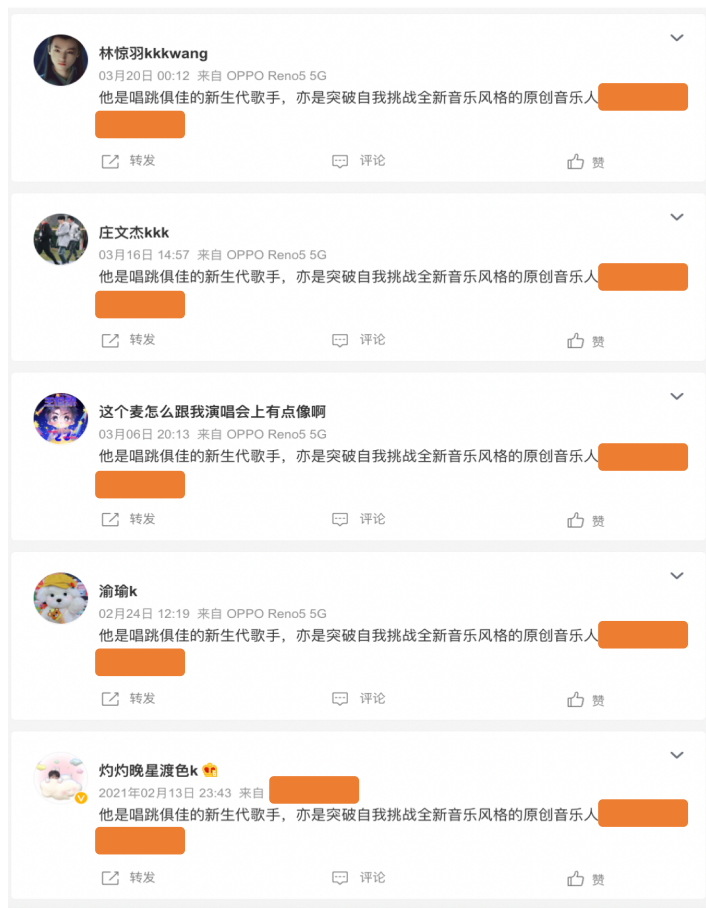 林惊羽kkkwang
03月20日 00:12 来自 OPPO Reno5 5G
他是唱跳俱佳的新生代歌手，亦是突破自我挑战全新音乐风格的原创音乐人
转发 评论 赞
庄文杰kkk
03月16日 14:57 来自 OPPO Reno5 5G
他是唱跳俱佳的新生代歌手，亦是突破自我挑战全新音乐风格的原创音乐人
转发 评论 赞
这个麦怎么跟我演唱会上有点像啊
03月06日 20:13 来自 OPPO Reno5 5G
他是唱跳俱佳的新生代歌手，亦是突破自我挑战全新音乐风格的原创音乐人
转发 评论 赞
渝瑜k
02月24日 12:19 来自 OPPO Reno5 5G
他是唱跳俱佳的新生代歌手，亦是突破自我挑战全新音乐风格的原创音乐人
转发 评论 赞
灼灼晚星渡色k
2021年02月13日 23:43 来自
他是唱跳俱佳的新生代歌手，亦是突破自我挑战全新音乐风格的原创音乐人
转发 评论 赞